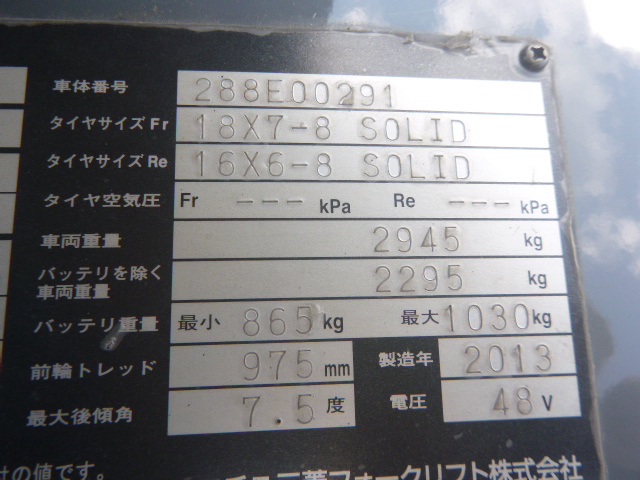 車体番号 288E00291
タイヤサイズ Fr 18X7-8 SOLID
タイヤサイズ Re 16X6-8 SOLID
タイヤ空気圧 Fr --- kPa Re --- kPa
車両重量 2945 kg
バッテリを除く
車両重量 2295 kg
バッテリ重量 最小 865 kg 最大 1030 kg
前輪トレッド 975 mm 製造年 2013
最大後傾角 7.5 度 電圧 48 V
の値です。
三菱フォークリフト株式会社